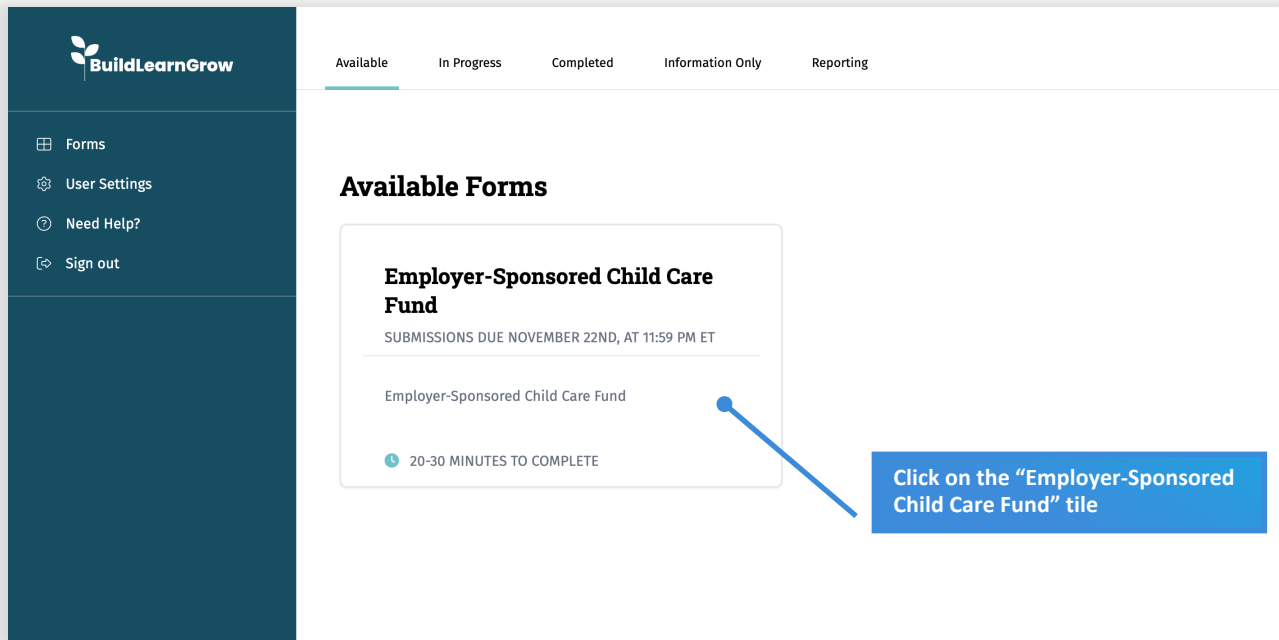 BuildLearnGrow
Available
In Progress
Completed
Information Only
Reporting
Forms
User Settings
Need Help?
Sign out
Available Forms
Employer-Sponsored Child Care
Fund
SUBMISSIONS DUE NOVEMBER 22ND, AT 11:59 PM ET
Employer-Sponsored Child Care Fund
20-30 MINUTES TO COMPLETE
Click on the “Employer-Sponsored
Child Care Fund” tile